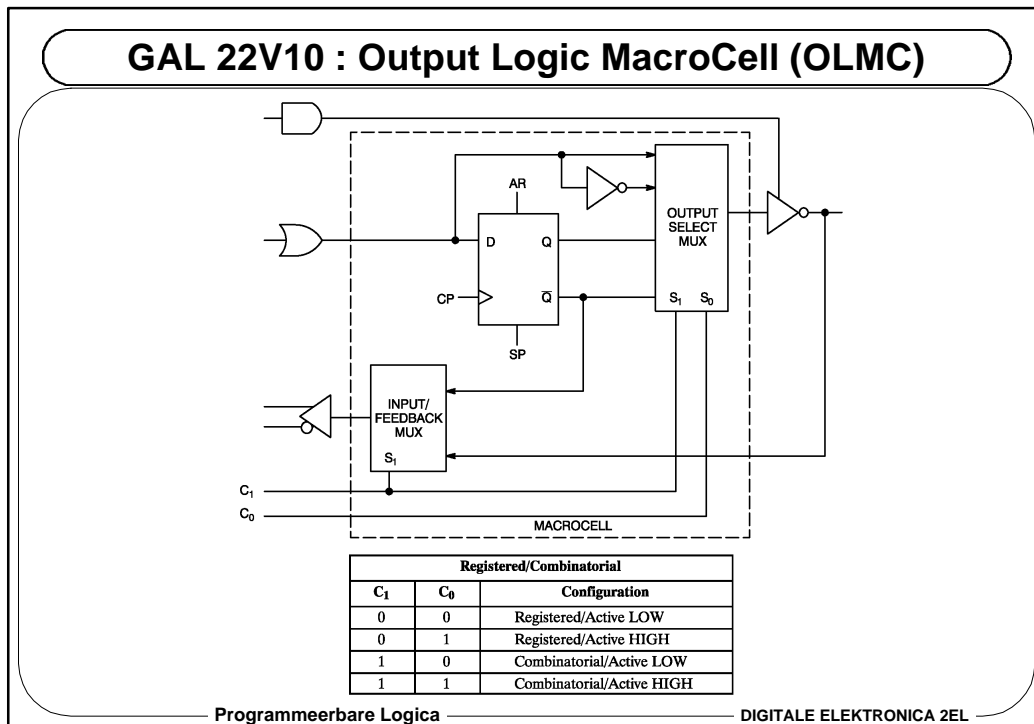 GAL 22V10 : Output Logic MacroCell (OLMC)
AR
D
Q
OUTPUT
SELECT
MUX
CP
Q̅
S₁ S₀
SP
INPUT/
FEEDBACK
MUX
S₁
C₁
C₀
MACROCELL
Registered/Combinatorial
C₁ C₀ Configuration
0 0 Registered/Active LOW
0 1 Registered/Active HIGH
1 0 Combinatorial/Active LOW
1 1 Combinatorial/Active HIGH
Programmeerbare Logica
DIGITALE ELEKTRONICA 2EL